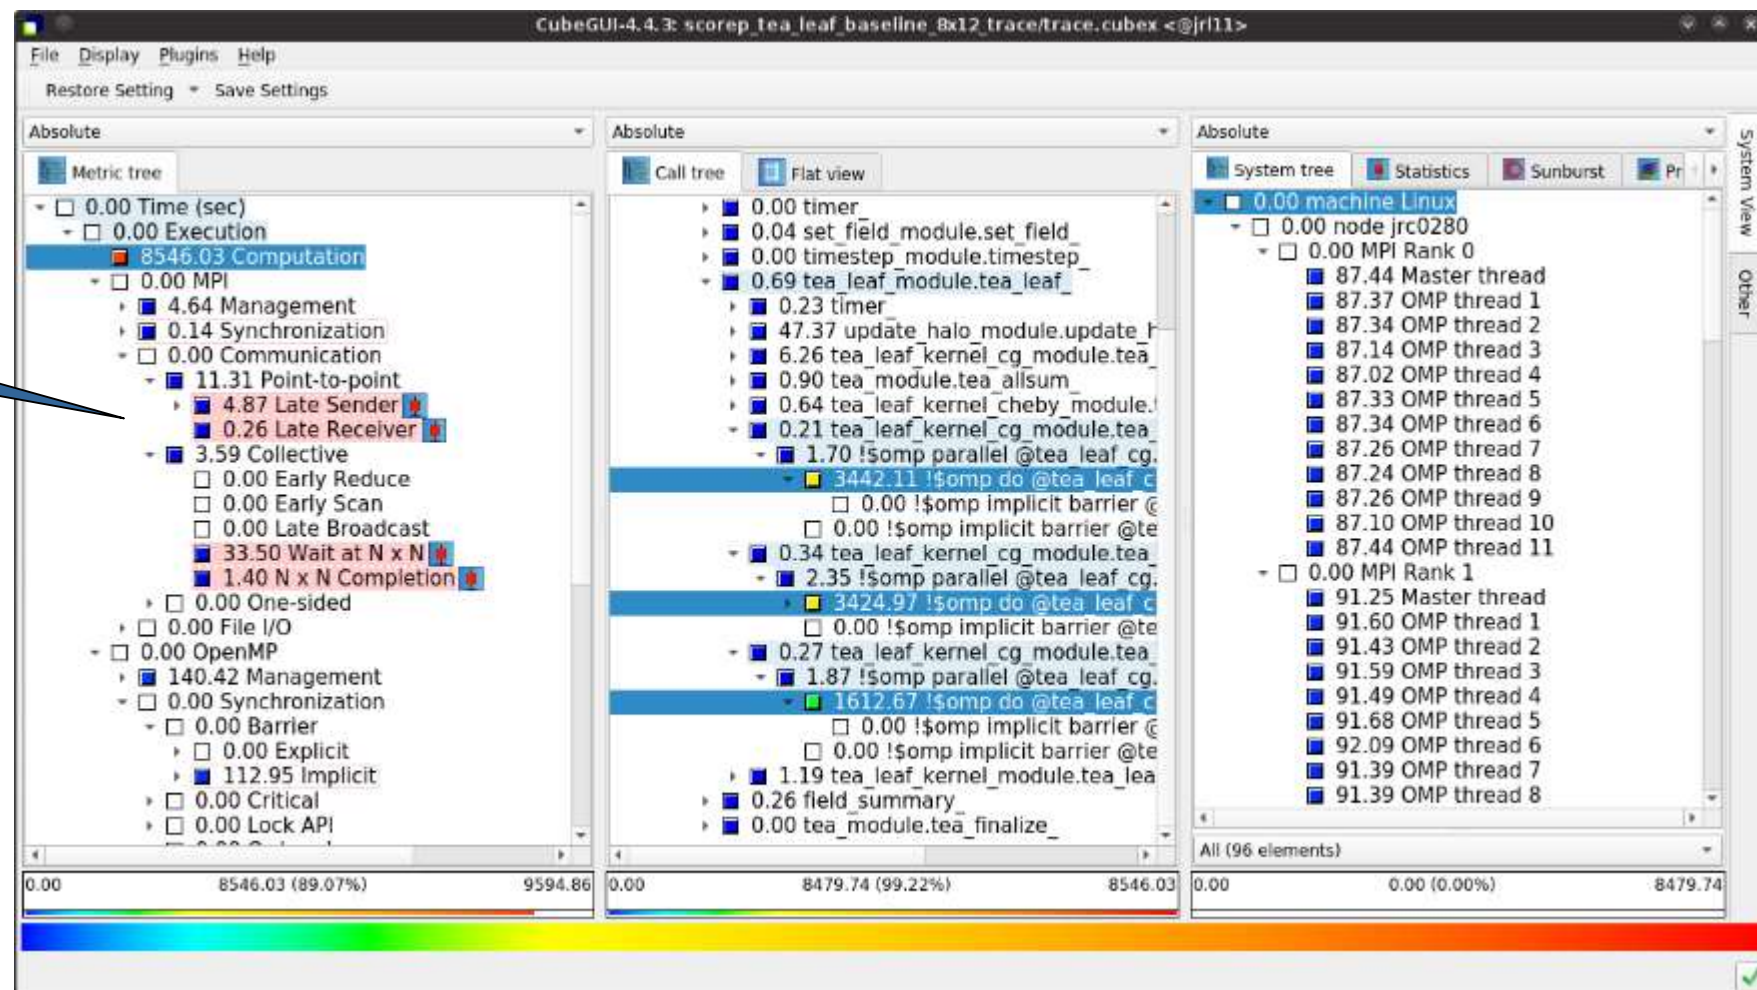 CubeGUI-4.4.3: scorep_tea_leaf_baseline_8x12_trace/trace.cubex <@jrl11>
File Display Plugins Help
Restore Setting Save Settings
Absolute
Metric tree
0.00 Time (sec)
0.00 Execution
8546.03 Computation
0.00 MPI
4.64 Management
0.14 Synchronization
0.00 Communication
11.31 Point-to-point
4.87 Late Sender
0.26 Late Receiver
3.59 Collective
0.00 Early Reduce
0.00 Early Scan
0.00 Late Broadcast
33.50 Wait at N x N
1.40 N x N Completion
0.00 One-sided
0.00 File I/O
0.00 OpenMP
140.42 Management
0.00 Synchronization
0.00 Barrier
0.00 Explicit
112.95 Implicit
0.00 Critical
0.00 Lock API
0.00 8546.03 (89.07%) 9594.86
Absolute
Call tree Flat view
0.00 timer_
0.04 set_field_module.set_field_
0.00 timestep_module.timestep_
0.69 tea_leaf_module.tea_leaf_
0.23 timer_
47.37 update_halo_module.update_h
6.26 tea_leaf_kernel_cg_module.tea_
0.90 tea_module.tea_allsum_
0.64 tea_leaf_kernel_cheby_module.t
0.21 tea_leaf_kernel_cg_module.tea_
1.70 !$omp parallel @tea_leaf_cg.
3442.11 !$omp do @tea_leaf_c
0.00 !$omp implicit barrier @
0.00 !$omp implicit barrier @te
0.34 tea_leaf_kernel_cg_module.tea_
2.35 !$omp parallel @tea_leaf_cg.
3424.97 !$omp do @tea_leaf_c
0.00 !$omp implicit barrier @te
0.27 tea_leaf_kernel_cg_module.tea_
1.87 !$omp parallel @tea_leaf_cg.
1612.67 !$omp do @tea_leaf_c
0.00 !$omp implicit barrier @
0.00 !$omp implicit barrier @te
1.19 tea_leaf_kernel_module.tea_lea
0.26 field_summary_
0.00 tea_module.tea_finalize_
0.00 8479.74 (99.22%) 8546.03
Absolute
System tree Statistics Sunburst Pr
0.00 machine Linux
0.00 node jrc0280
0.00 MPI Rank 0
87.44 Master thread
87.37 OMP thread 1
87.34 OMP thread 2
87.14 OMP thread 3
87.02 OMP thread 4
87.33 OMP thread 5
87.34 OMP thread 6
87.26 OMP thread 7
87.24 OMP thread 8
87.26 OMP thread 9
87.10 OMP thread 10
87.44 OMP thread 11
0.00 MPI Rank 1
91.25 Master thread
91.60 OMP thread 1
91.43 OMP thread 2
91.59 OMP thread 3
91.49 OMP thread 4
91.68 OMP thread 5
92.09 OMP thread 6
91.39 OMP thread 7
91.39 OMP thread 8
All (96 elements)
0.00 0.00 (0.00%) 8479.74
System View
Other